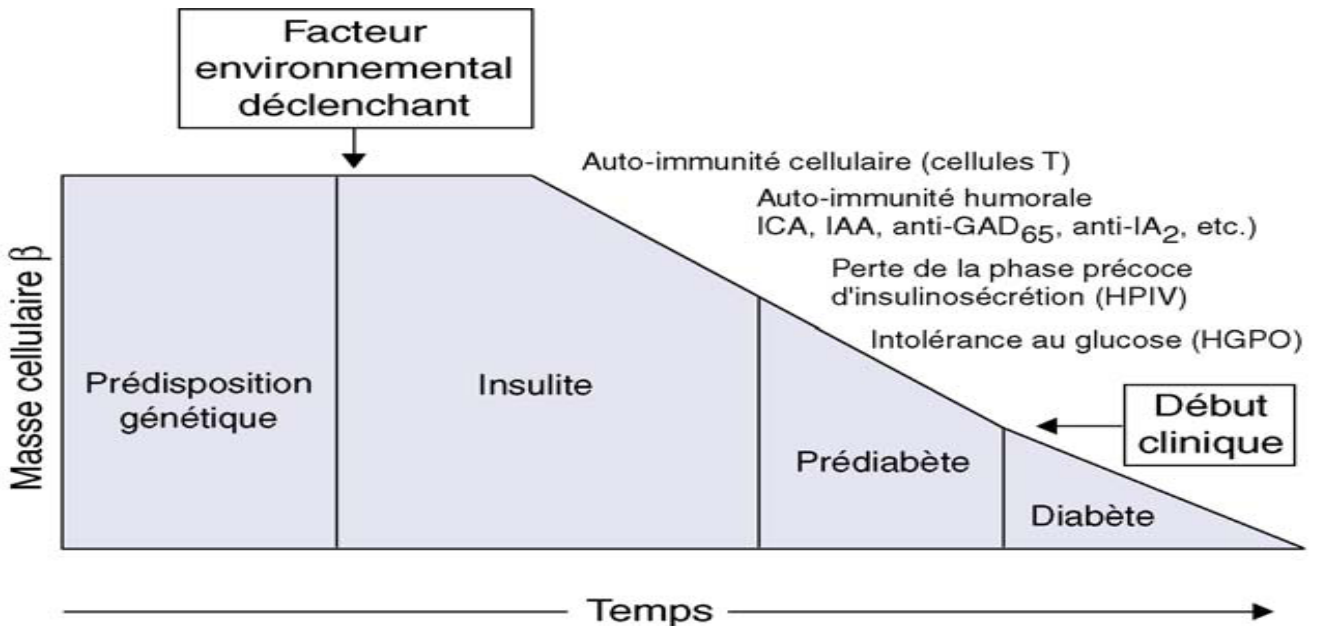 Facteur
environnemental
déclenchant
Auto-immunité cellulaire (cellules T)
Auto-immunité humorale
ICA, IAA, anti-GAD65, anti-IA2, etc.)
Perte de la phase précoce
d'insulinosécrétion (HPIV)
Intolérance au glucose (HGPO)
Masse cellulaire β
Prédisposition
génétique
Insulite
Prédiabète
Diabète
Début
clinique
Temps